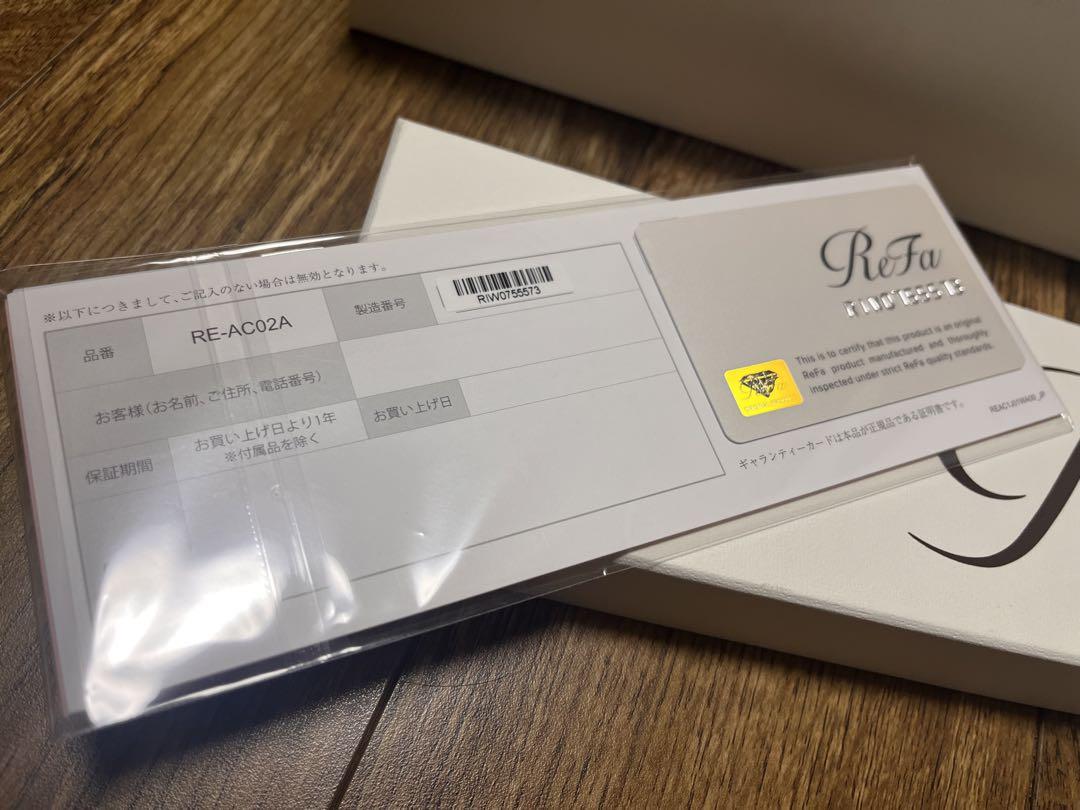 ※以下につきまして、ご記入のない場合は無効となります。
品番
RE-AC02A
製造番号
RIW0755573
お客様(お名前、ご住所、電話番号)
保証期間
お買い上げ日より1年
※付属品を除く
お買い上げ日
ReFa
This is to certify that this product is an original
ReFa product manufactured and thoroughly
inspected under strict ReFa quality standards.
ギャランティーカードは本品が正規品である証明書です。